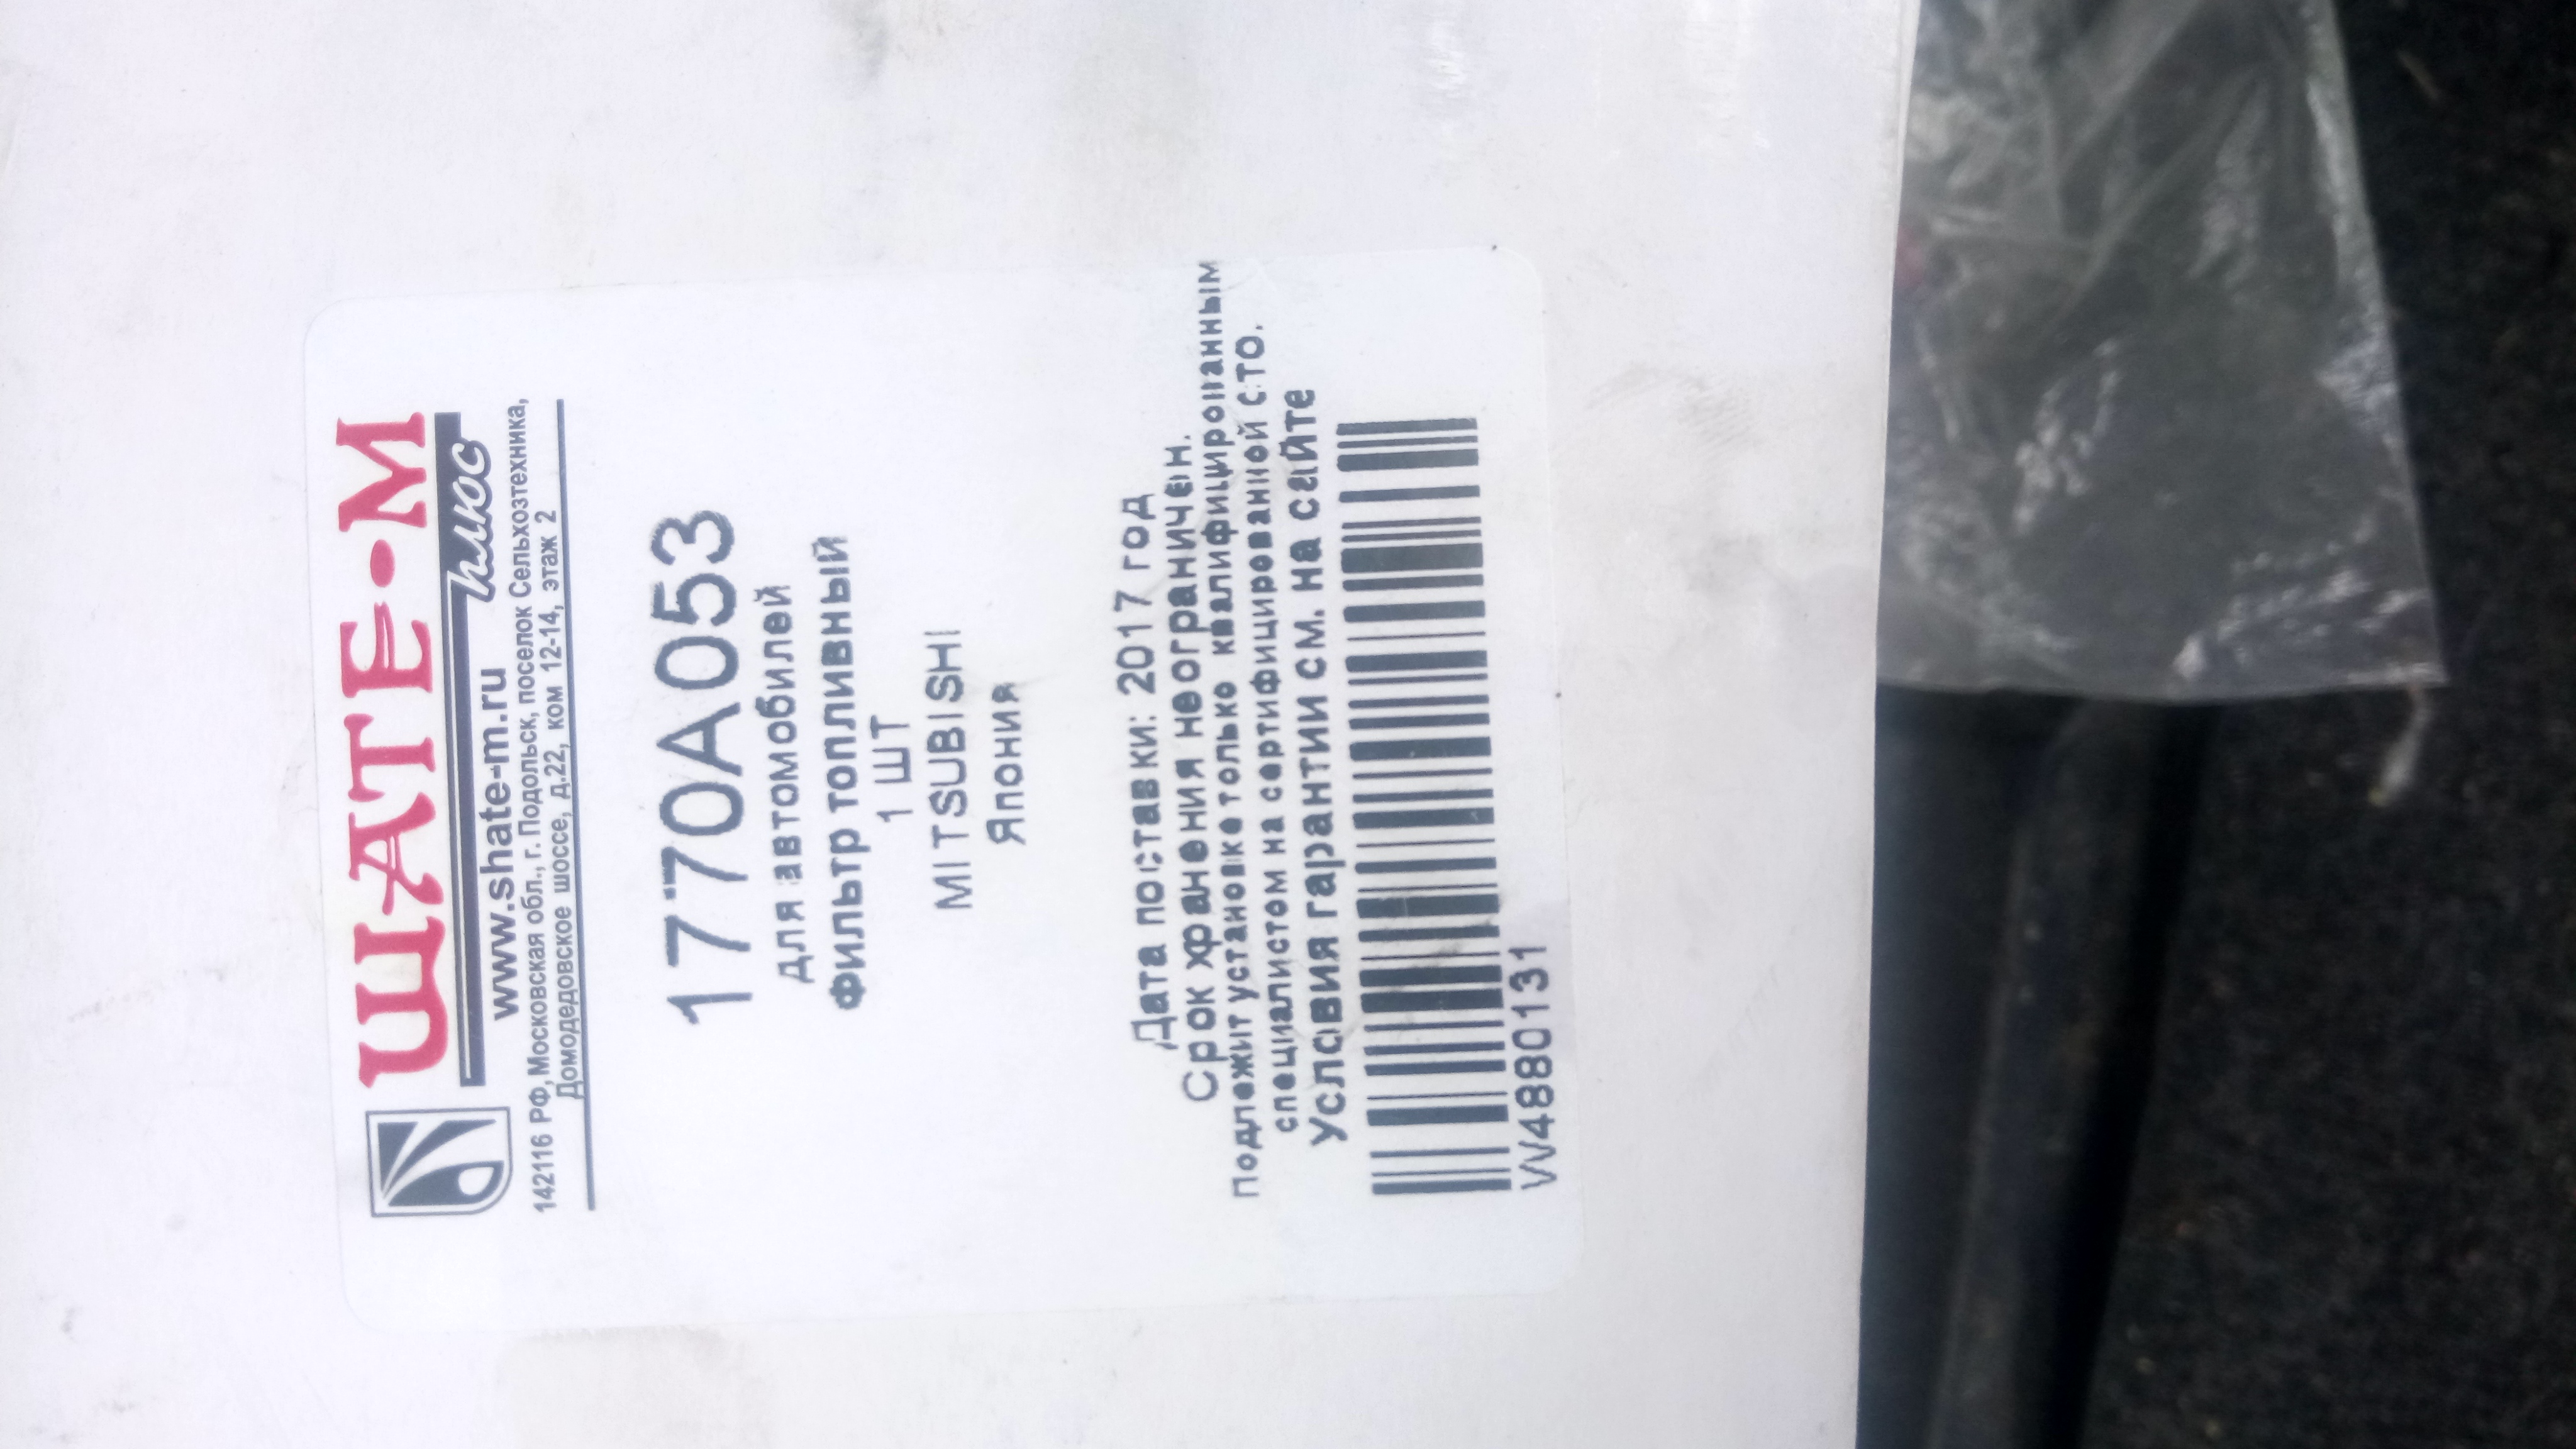 ШАТЕ-М
плюс
www.shate-m.ru
142116 РФ, Московская обл., г. Подольск, поселок Сельхозтехника,
Домодедовское шоссе, д.22, ком 12-14, этаж 2
1770A053
для автомобилей
Фильтр топливный
1 ШТ
MITSUBISHI
Япония
Дата поставки: 2017 год
Срок хранения неограничен.
Подлежит установке только квалифицированным
специалистом на сертифицированной СТО.
Условия гарантии см. на сайте
W4880131